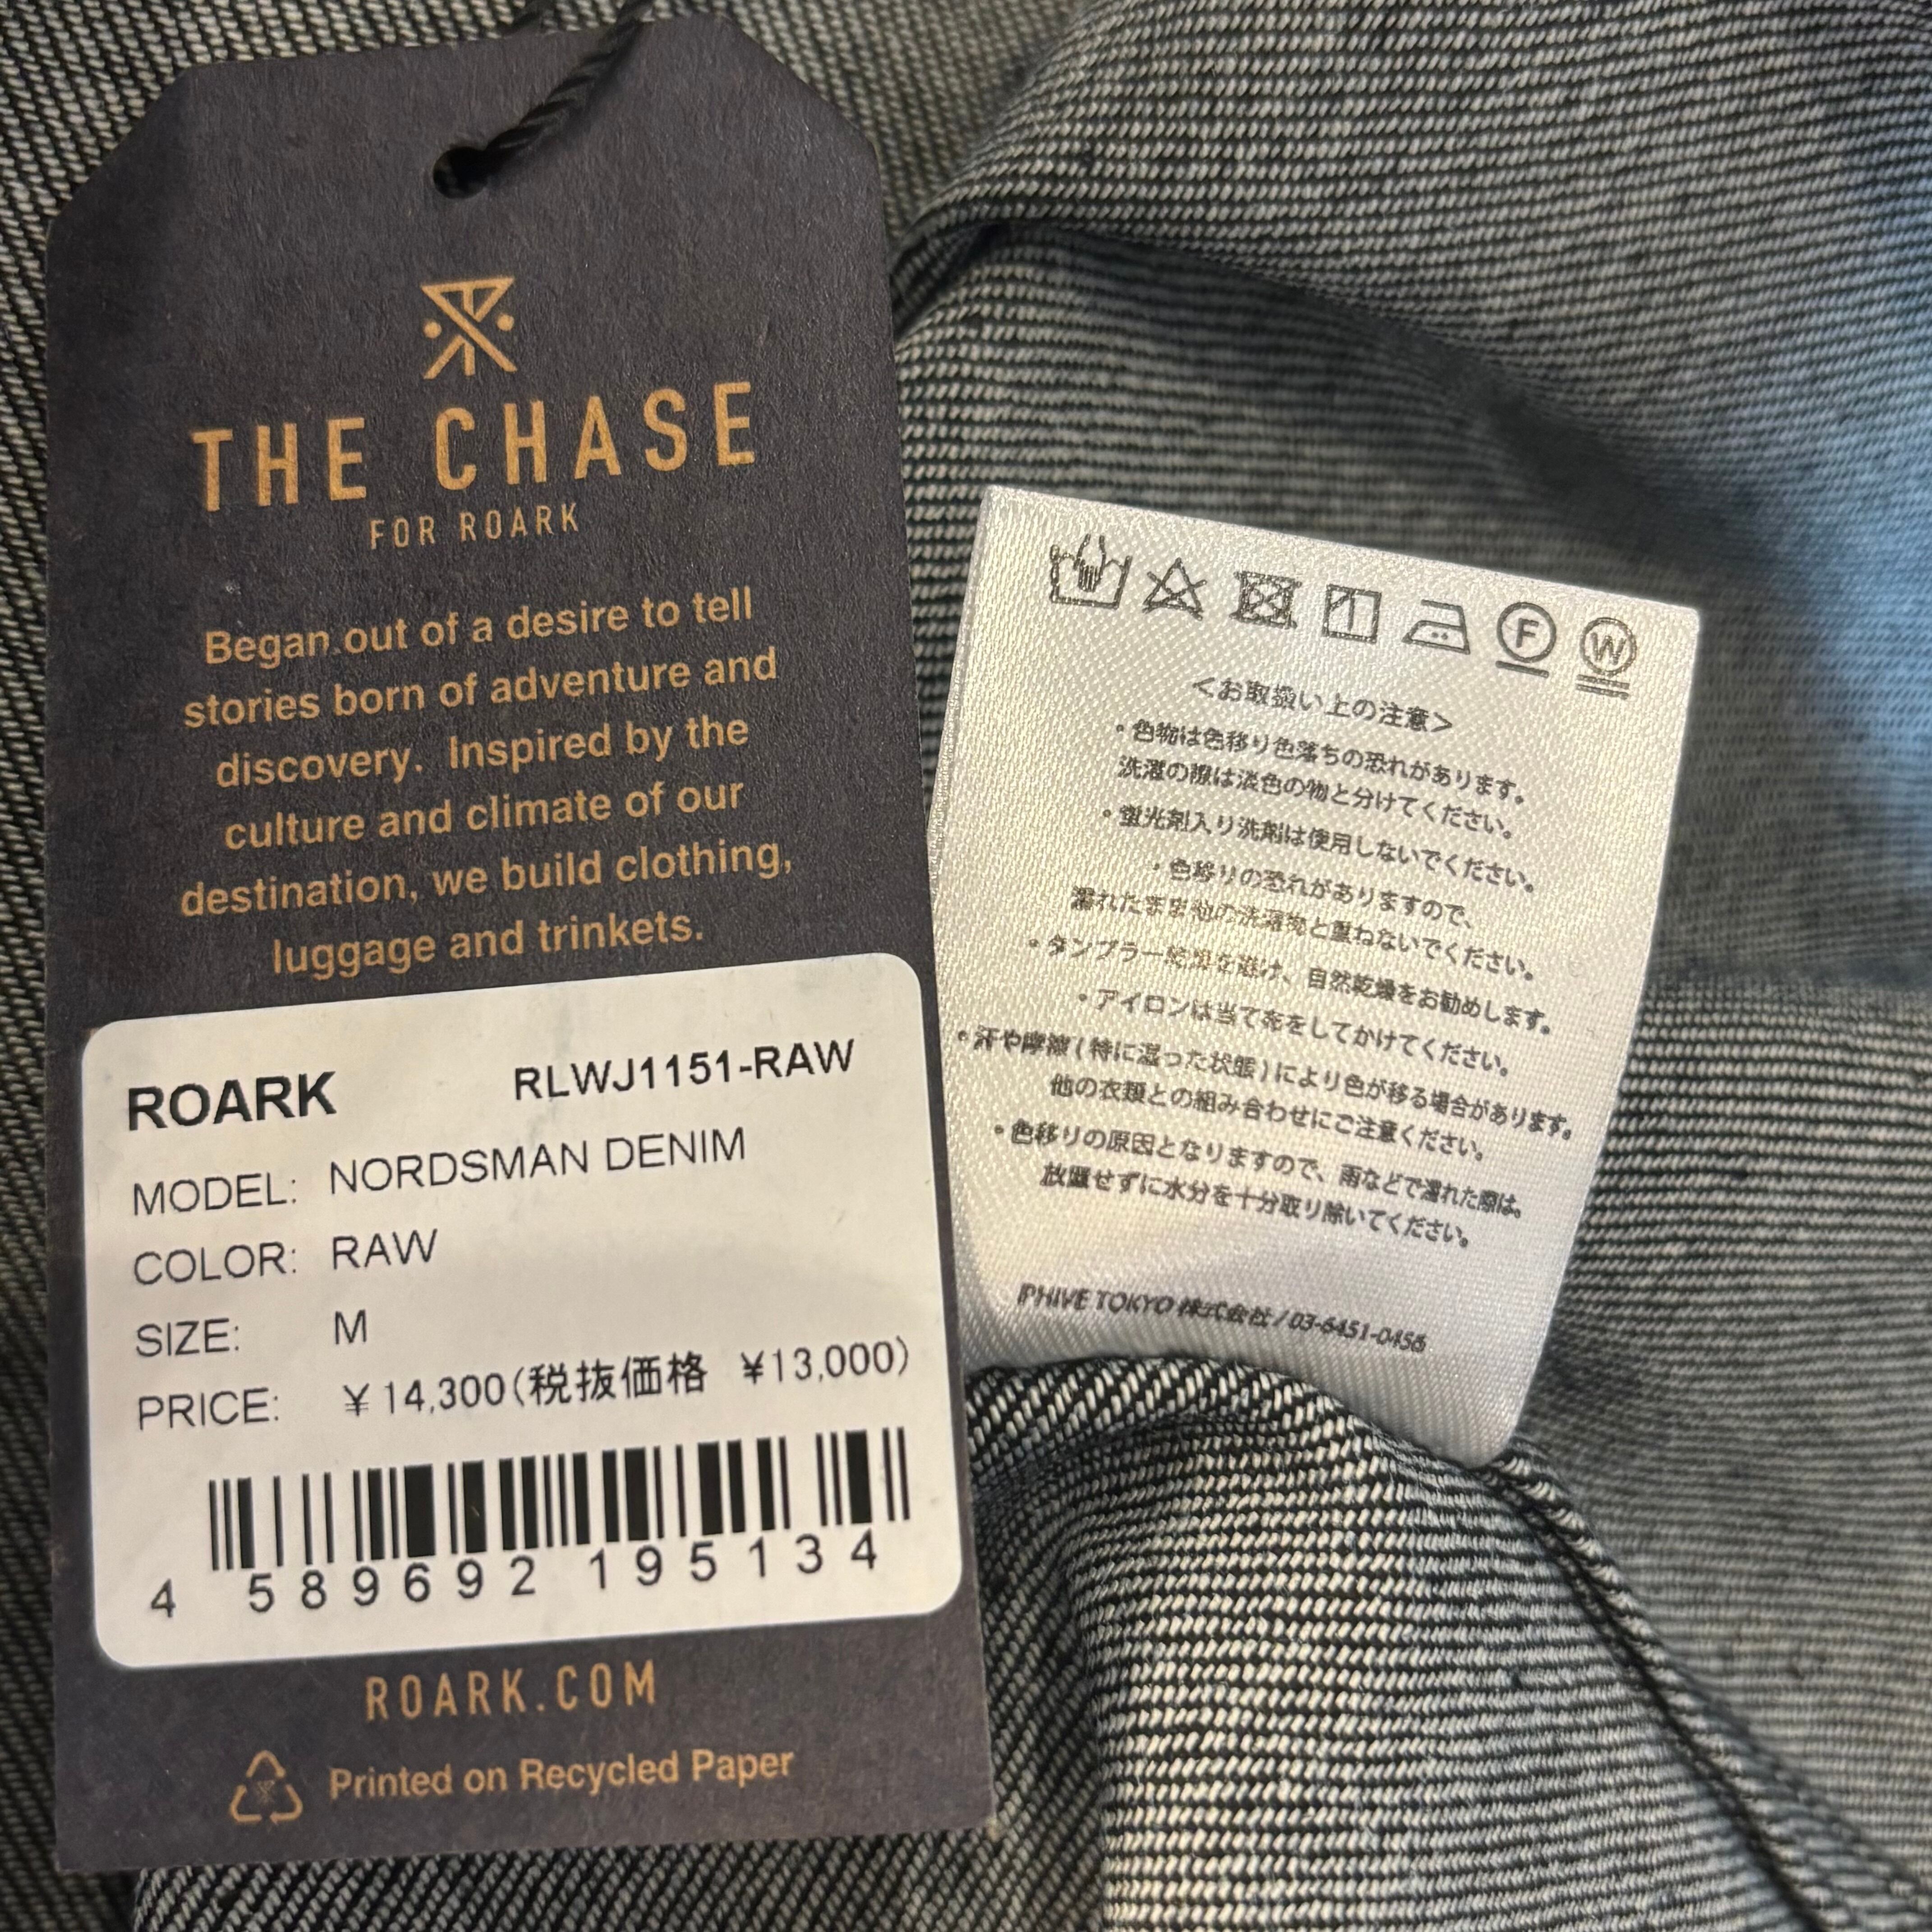 THE CHASE
FOR ROARK
Began out of a desire to tell
stories born of adventure and
discovery. Inspired by the
culture and climate of our
destination, we build clothing,
luggage and trinkets.
ROARK RLWJ1151-RAW
MODEL: NORDSMAN DENIM
COLOR: RAW
SIZE: M
PRICE: ¥14,300(税抜価格 ¥13,000)
4 589692 195134
ROARK.COM
Printed on Recycled Paper
F W
<お取扱い上の注意>
・色物は色移り色落ちの恐れがあります。
洗濯の際は淡色の物と分けてください。
・蛍光剤入り洗剤は使用しないでください。
・色移りの恐れがありますので、
濡れたまま他の洗濯物と重ねないでください。
・タンブラー乾燥を避け、自然乾燥をお勧めします。
・アイロンは当て布をしてかけてください。
・汗や摩擦(特に湿った状態)により色が移る場合があります。
他の衣類との組み合わせにご注意ください。
・色移りの原因となりますので、雨などで濡れた際は。
放置せずに水分を十分取り除いてください。
IPHIVE TOKYO 株式会社 / 03-6451-0456